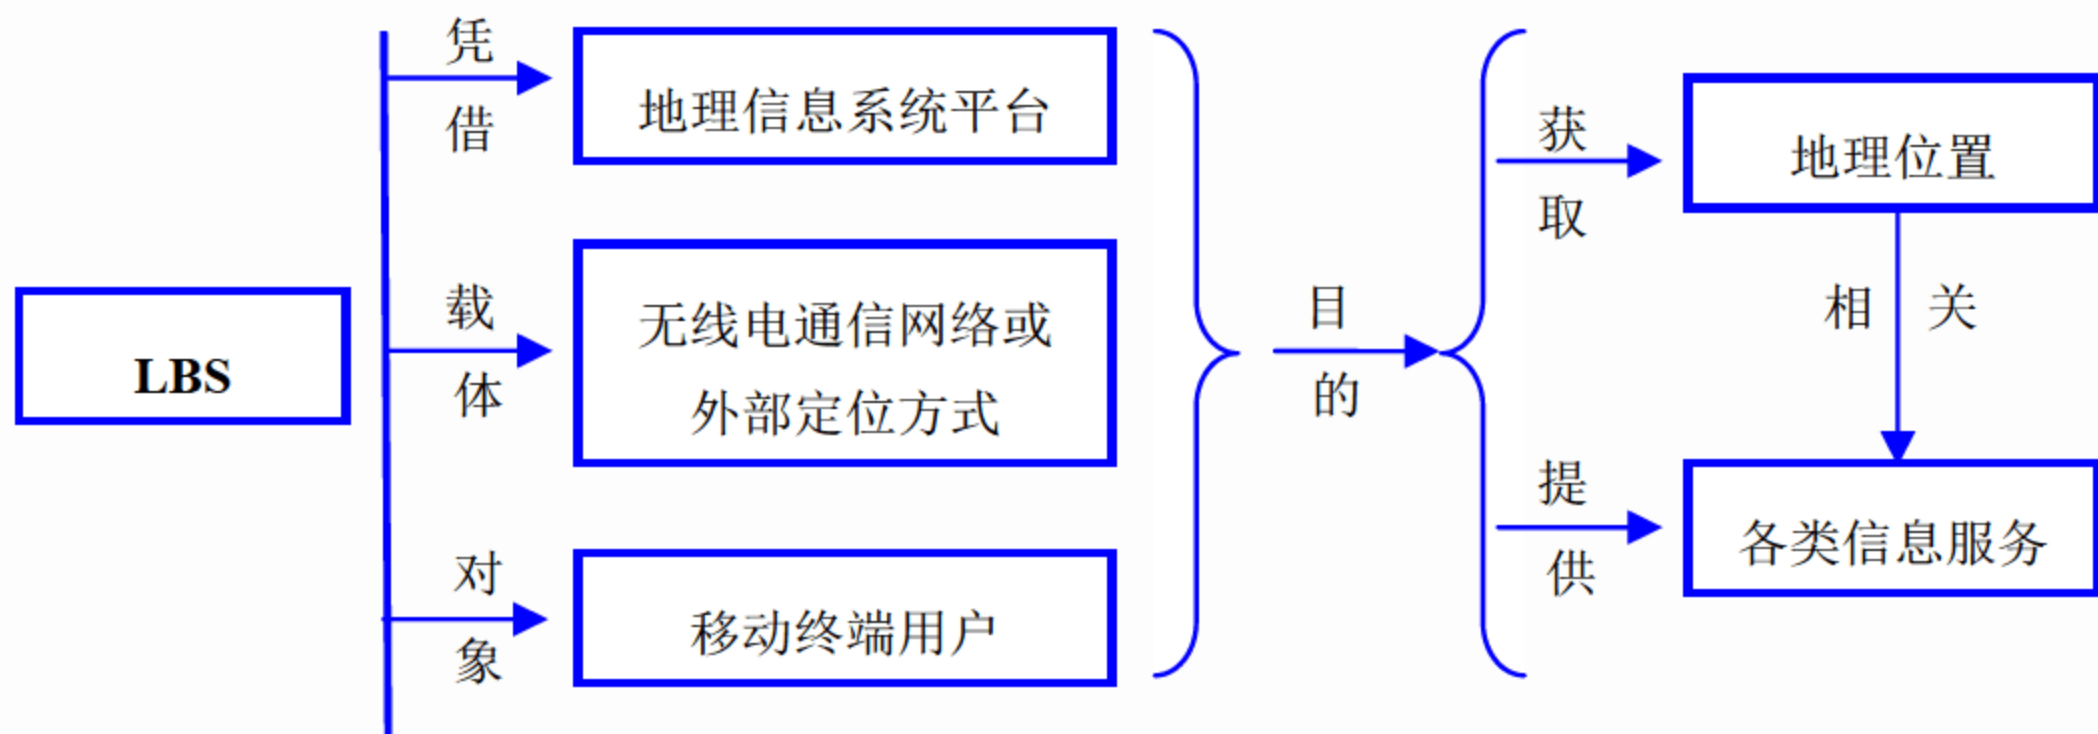 LBS
凭借
地理信息系统平台
载体
无线电通信网络或
外部定位方式
对象
移动终端用户
目的
获取
地理位置
相关
提供
各类信息服务